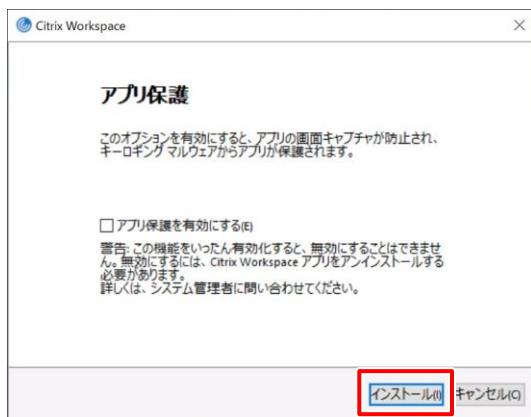 Citrix Workspace
アプリ保護
このオプションを有効にすると、アプリの画面キャプチャが防止され、
キーロギング マルウェアからアプリが保護されます。
アプリ保護を有効にする(E)
警告: この機能をいったん有効化すると、無効にすることはできませ
ん。無効にするには、Citrix Workspace アプリをアンインストールする
必要があります。
詳しくは、システム管理者に問い合わせてください。
インストール(I) キャンセル(C)